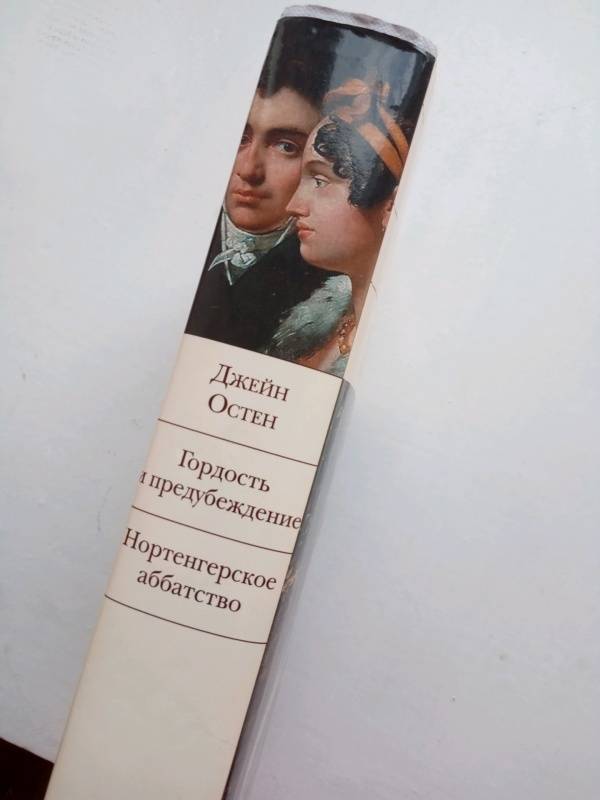 Джейн
Остен
Гордость
и предубеждение
Нортенгерское
аббатство